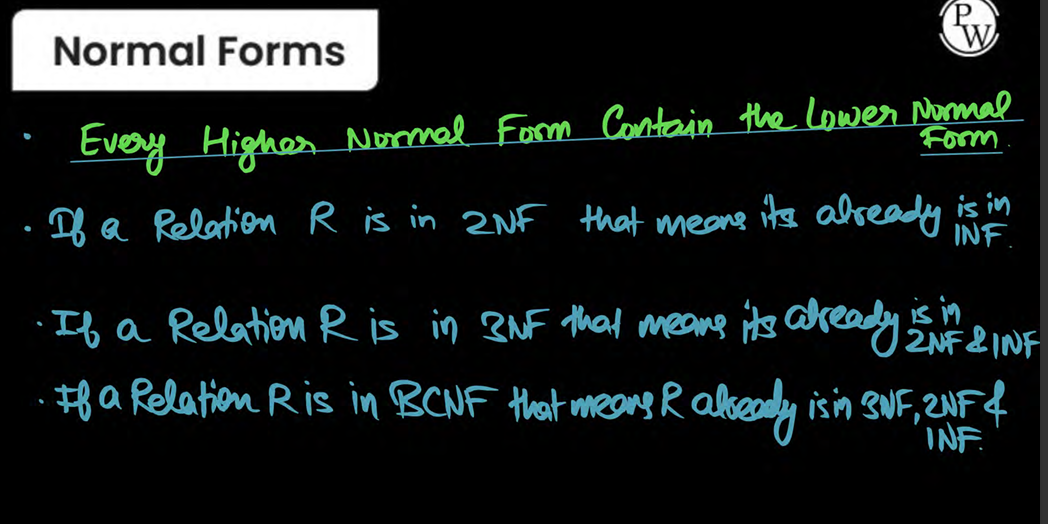 Normal Forms
PW
• Every Higher Normal Form Contain the Lower Normal Form.
• If a Relation R is in 2NF that means its already is in 1NF.
• If a Relation R is in 3NF that means its already is in 2NF & 1NF
• If a Relation R is in BCNF that means R already is in 3NF, 2NF & 1NF.